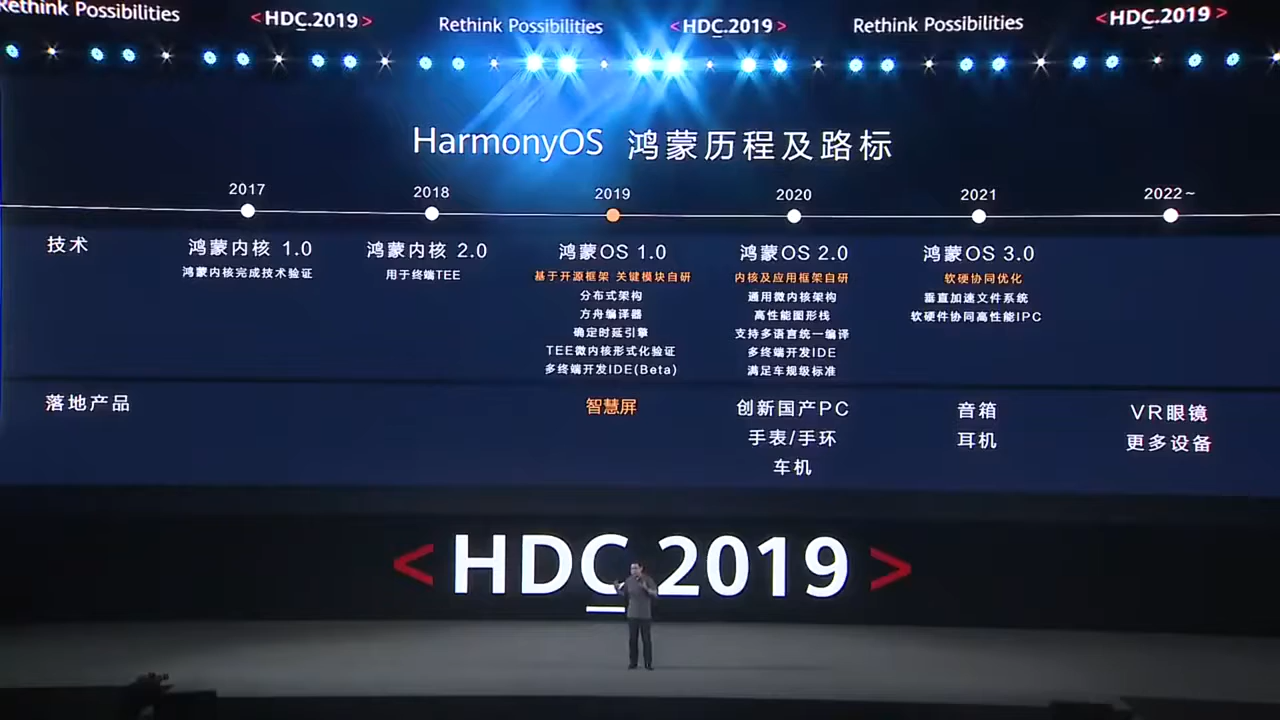 Rethink Possibilities
<HDC.2019>
Rethink Possibilities
<HDC.2019>
Rethink Possibilities
<HDC.2019>
HarmonyOS 鸿蒙历程及路标
2017
2018
2019
2020
2021
2022~
技术
鸿蒙内核 1.0
鸿蒙内核完成技术验证
鸿蒙内核 2.0
用于终端TEE
鸿蒙OS 1.0
基于开源框架 关键模块自研
分布式架构
方舟编译器
确定时延引擎
TEE微内核形式化验证
多终端开发IDE(Beta)
鸿蒙OS 2.0
内核及应用框架自研
通用微内核架构
高性能图形栈
支持多语言统一编译
多终端开发IDE
满足车规级标准
鸿蒙OS 3.0
软硬协同优化
垂直加速文件系统
软硬件协同高性能IPC
落地产品
智慧屏
创新国产PC
手表/手环
车机
音箱
耳机
VR眼镜
更多设备
<HDC.2019>